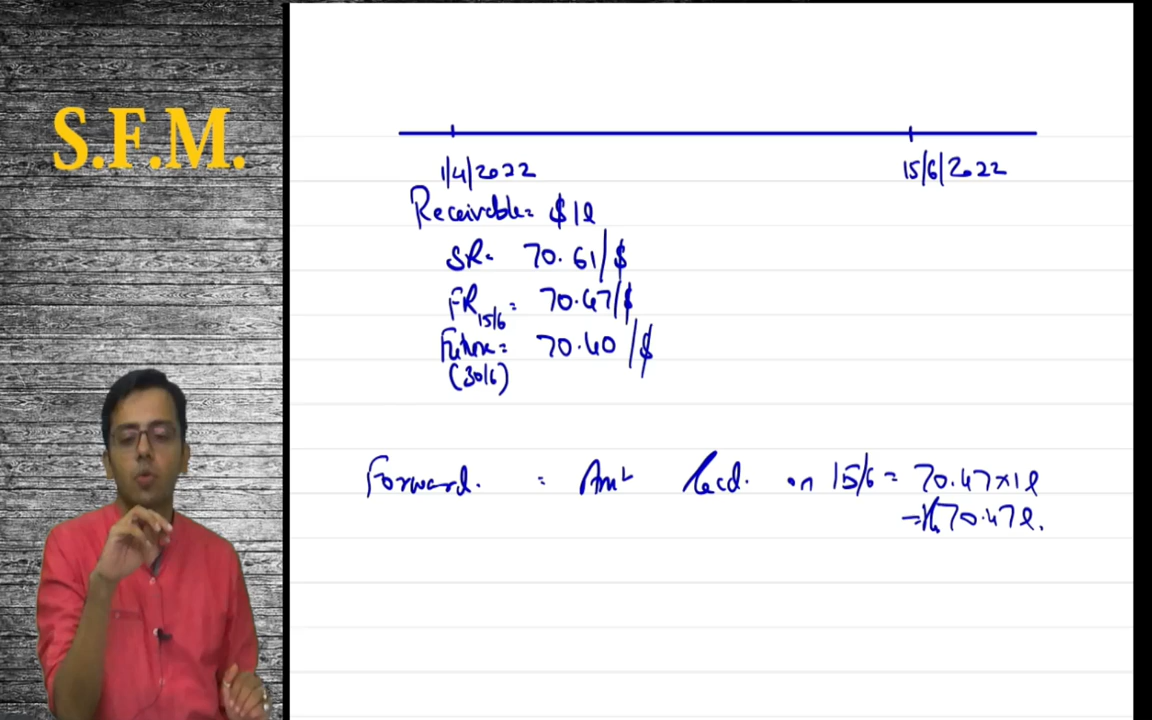 S.F.M.
1/4/2022 15/6/2022
Receivable = $1l
SR = 70.61/$
FR15/6 = 70.47/$
Future = 70.40/$
(30/6)
Forward. = Amt Recd. on 15/6 = 70.47×1l
= 70.47l.